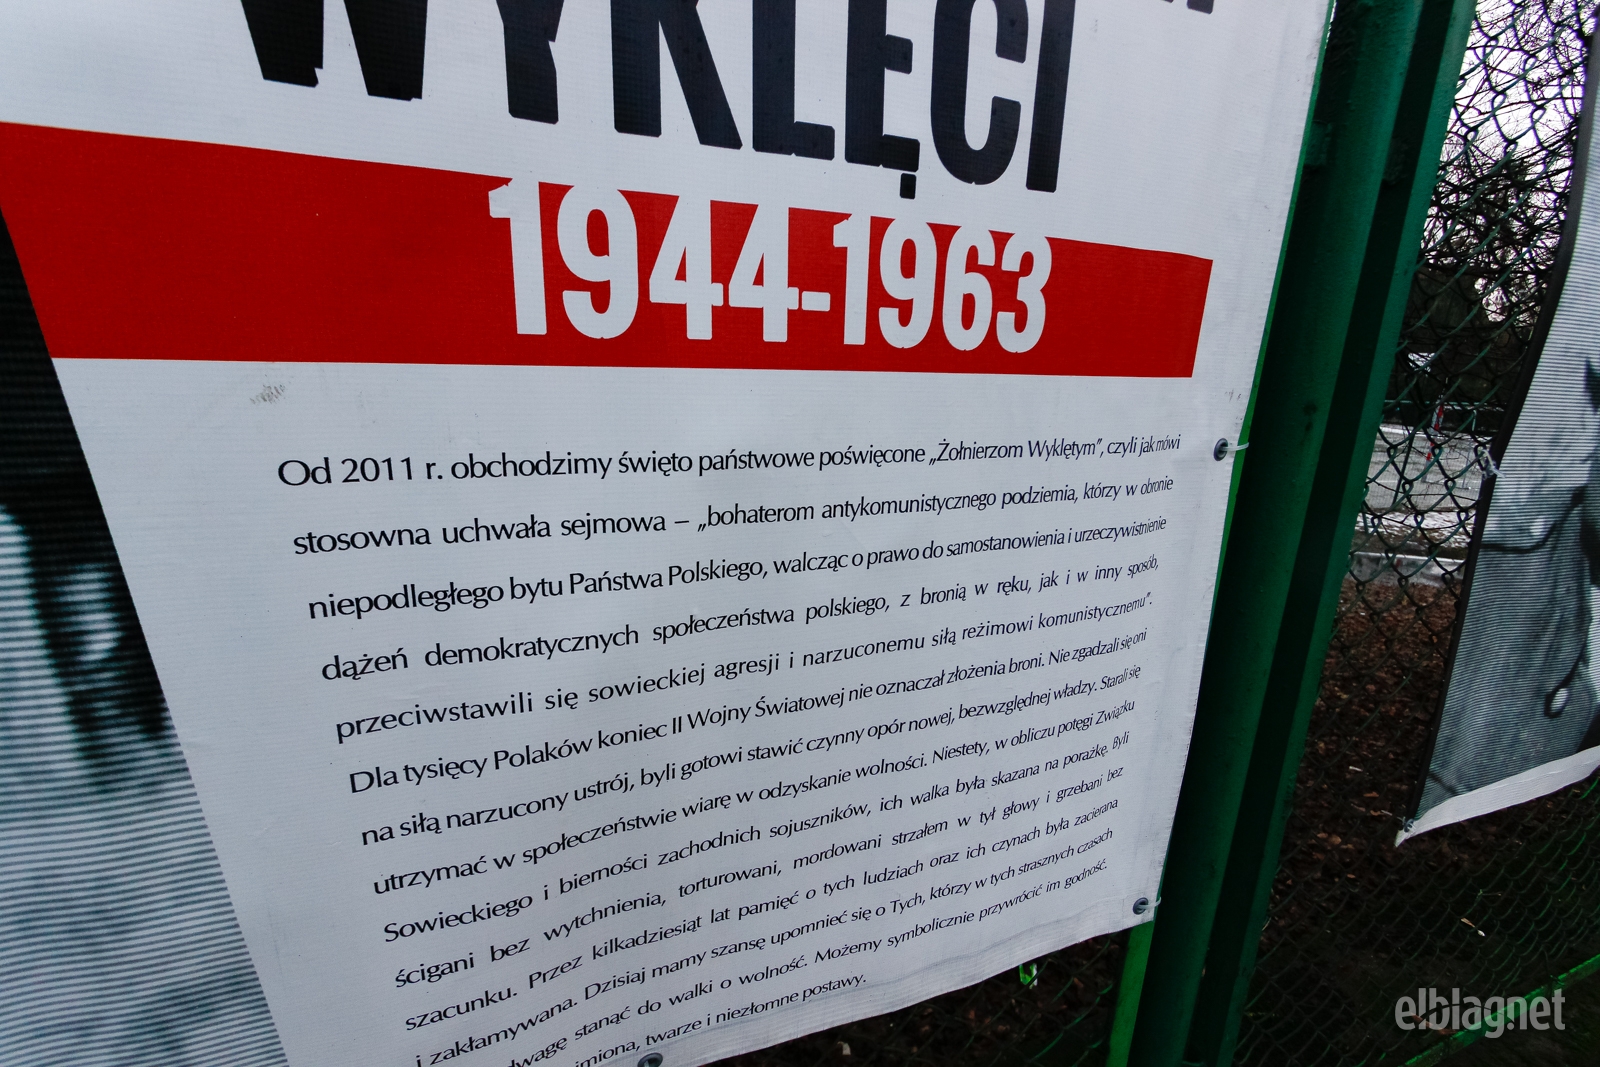 WYKLĘCI
1944-1963
Od 2011 r. obchodzimy święto państwowe poświęcone „Żołnierzom Wyklętym”, czyli jak mówi
stosowna uchwała sejmowa – „bohaterom antykomunistycznego podziemia, którzy w obronie
niepodległego bytu Państwa Polskiego, walcząc o prawo do samostanowienia i urzeczywistnienie
dążeń demokratycznych społeczeństwa polskiego, z bronią w ręku, jak i w inny sposób,
przeciwstawili się sowieckiej agresji i narzuconemu siłą reżimowi komunistycznemu”.
Dla tysięcy Polaków koniec II Wojny Światowej nie oznaczał złożenia broni. Nie zgadzali się oni
na siłą narzucony ustrój, byli gotowi stawić czynny opór nowej, bezwzględnej władzy. Starali się
utrzymać w społeczeństwie wiarę w odzyskanie wolności. Niestety, w obliczu potęgi Związku
Sowieckiego i bierności zachodnich sojuszników, ich walka była skazana na porażkę. Byli
ścigani bez wytchnienia, torturowani, mordowani strzałem w tył głowy i grzebani bez
szacunku. Przez kilkadziesiąt lat pamięć o tych ludziach oraz ich czynach była zacierana
i zakłamywana. Dzisiaj mamy szansę upomnieć się o Tych, którzy w tych strasznych czasach
dwagę stanąć do walki o wolność. Możemy symbolicznie przywrócić im godność.
imiona, twarze i niezłomne postawy.
elblagnet